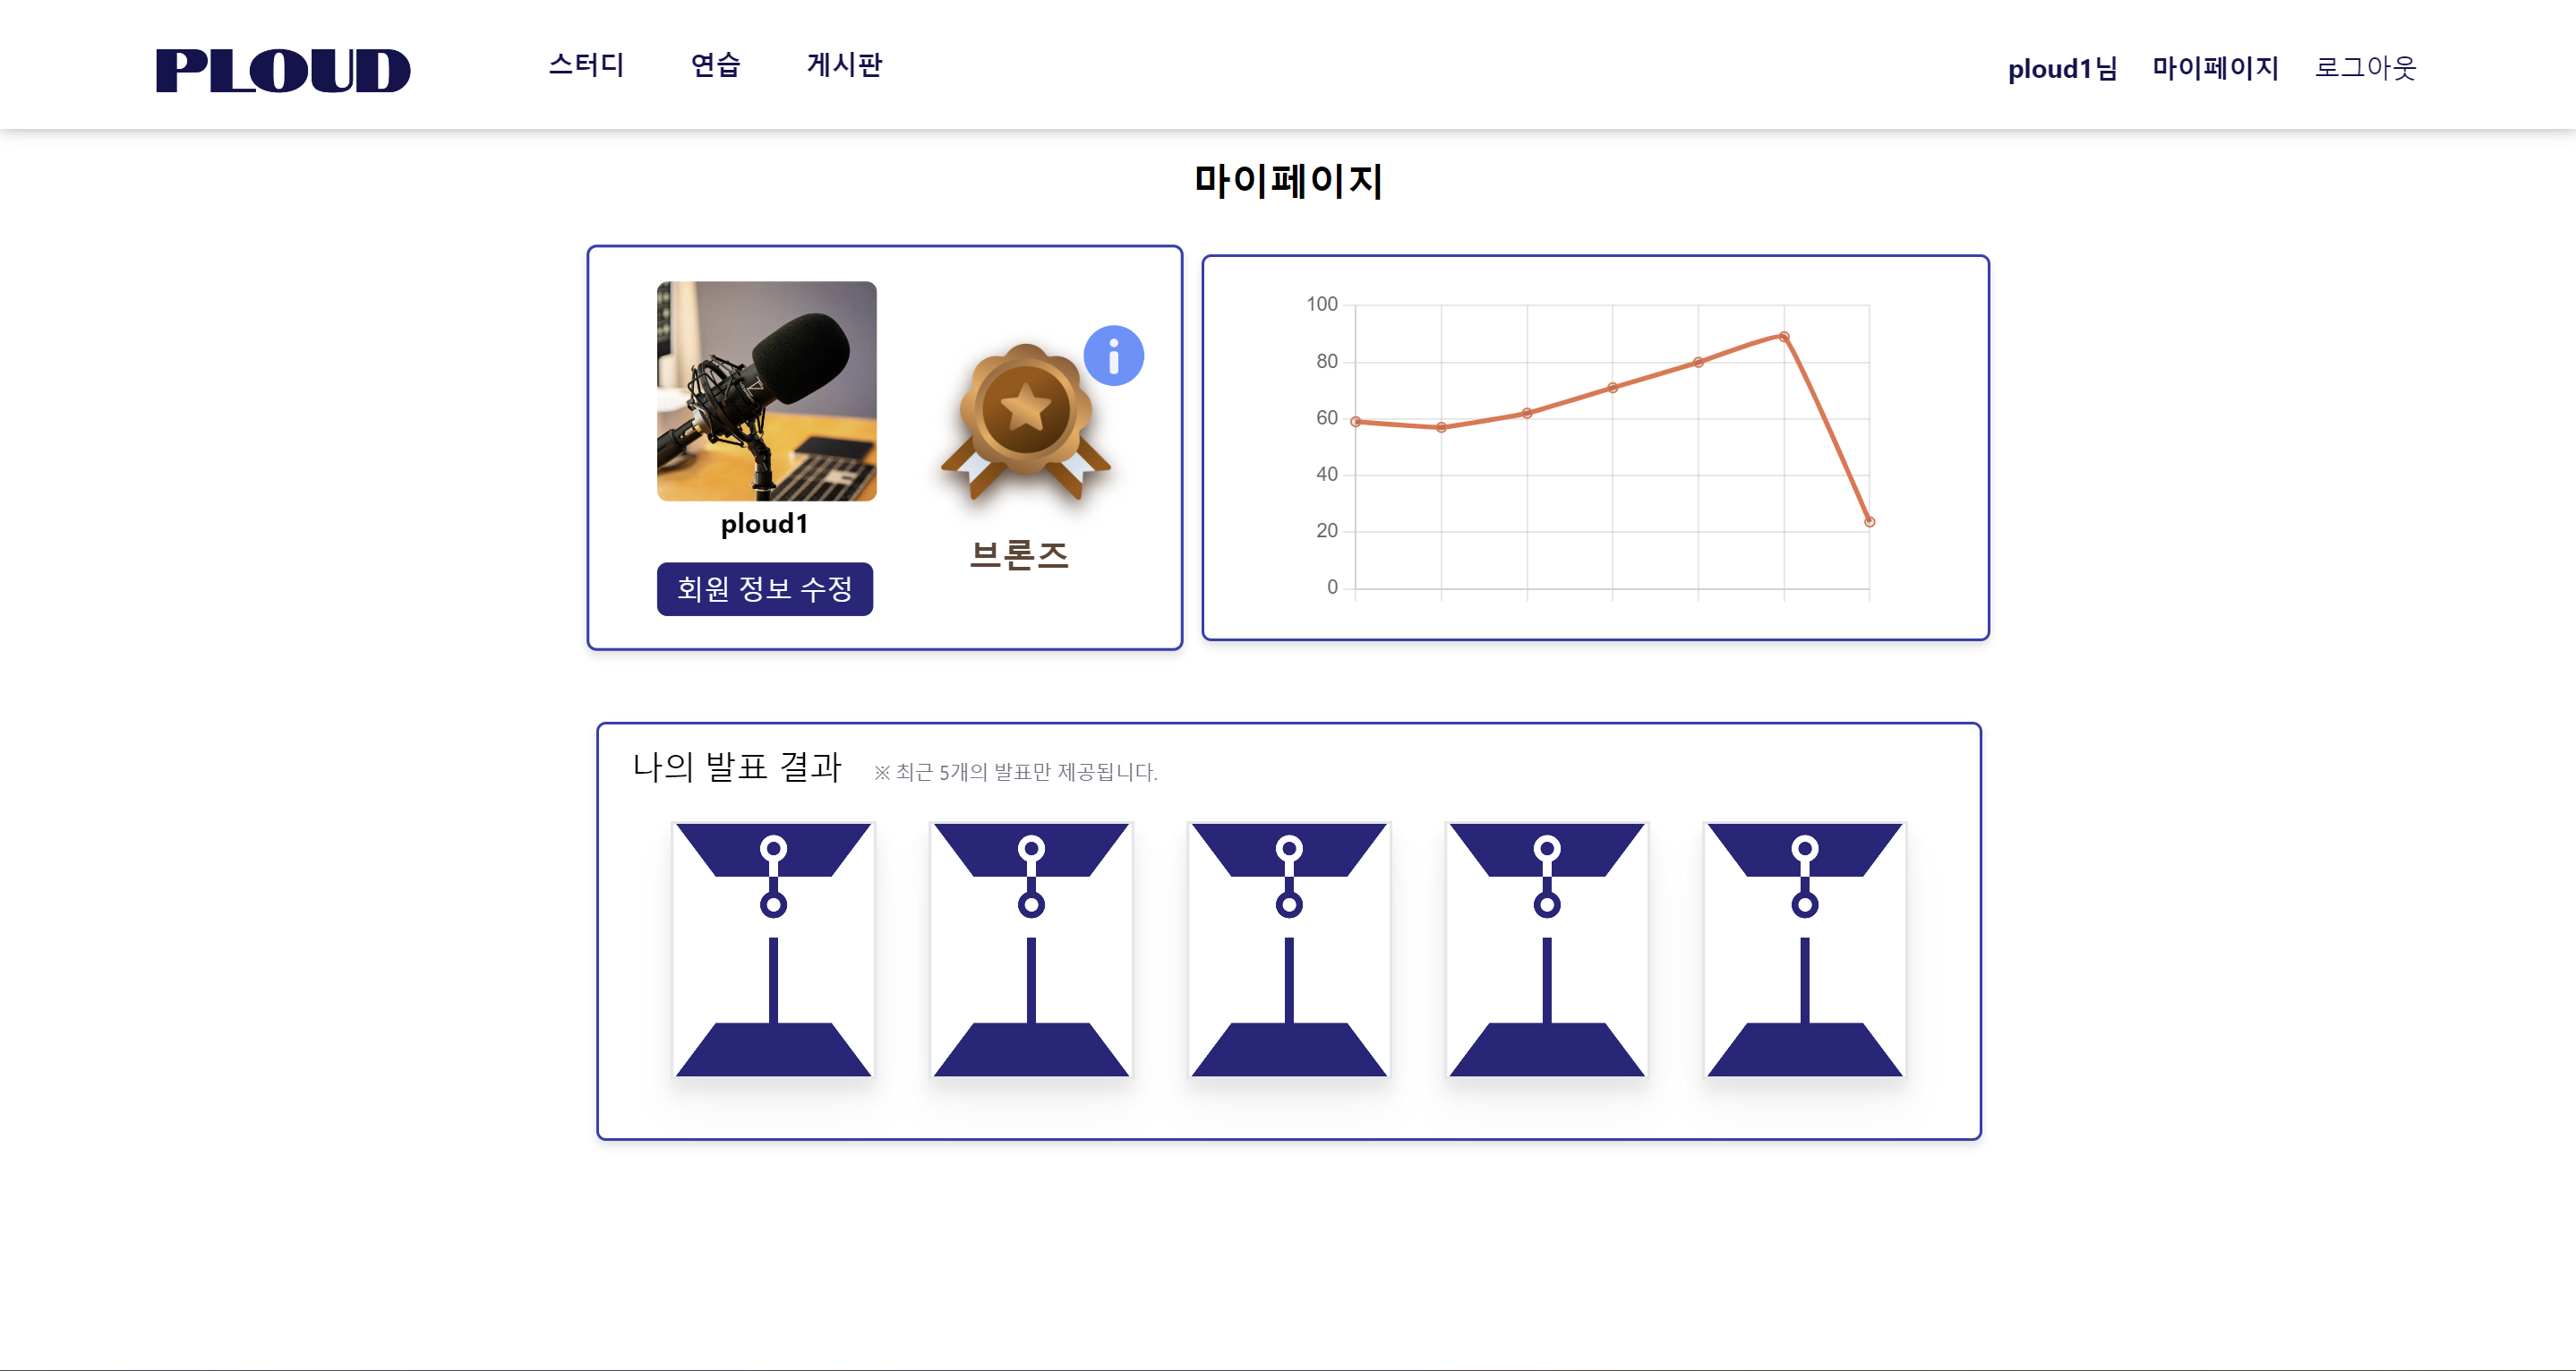 PLOUD
스터디 연습 게시판
ploud1님 마이페이지 로그아웃
마이페이지
ploud1
회원 정보 수정
브론즈
100
80
60
40
20
0
나의 발표 결과 ※ 최근 5개의 발표만 제공됩니다.